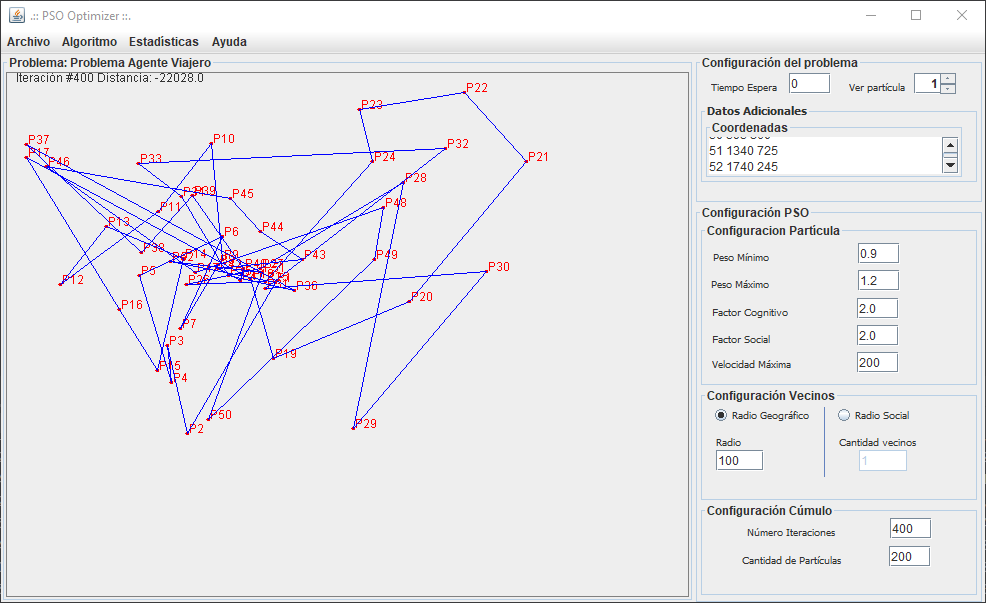 .:: PSO Optimizer ::.
Archivo Algoritmo Estadísticas Ayuda
Problema: Problema Agente Viajero
Iteración #400 Distancia: -22028.0
P22
P23
P37
P10
P32
P17
P46
P33
P24
P21
P28
P39
P45
P11
P48
P13
P44
P6
P14
P43
P49
P5
P30
P12
P36
P20
P16
P7
P3
P19
P15
P4
P50
P2
P29
Configuración del problema
Tiempo Espera 0 Ver partícula 1
Datos Adicionales
Coordenadas
51 1340 725
52 1740 245
Configuración PSO
Configuracion Partícula
Peso Mínimo 0.9
Peso Máximo 1.2
Factor Cognitivo 2.0
Factor Social 2.0
Velocidad Máxima 200
Configuración Vecinos
Radio Geográfico Radio Social
Radio Cantidad vecinos
100 1
Configuración Cúmulo
Número Iteraciones 400
Cantidad de Partículas 200